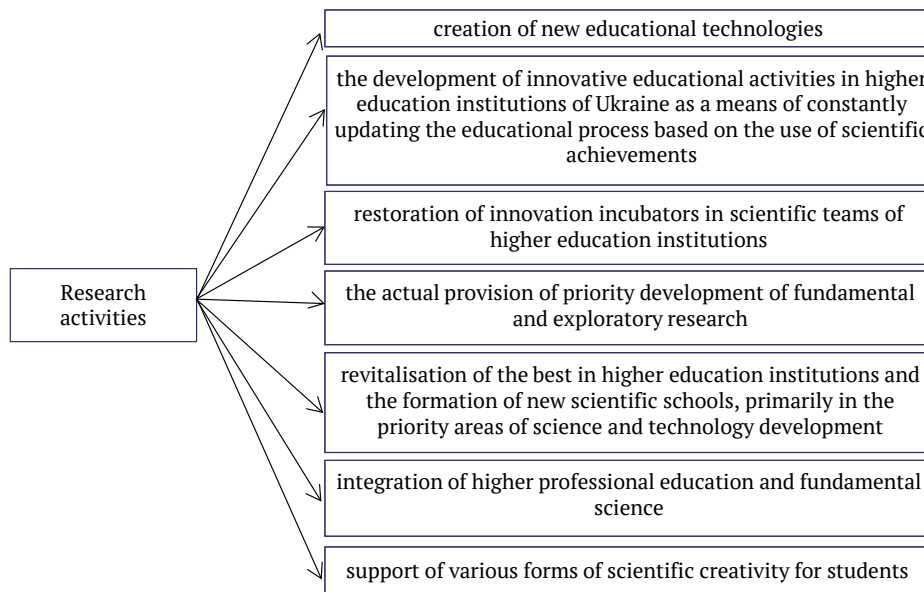 creation of new educational technologies
the development of innovative educational activities in higher
education institutions of Ukraine as a means of constantly
updating the educational process based on the use of scientific
achievements
restoration of innovation incubators in scientific teams of
higher education institutions
Research
activities
the actual provision of priority development of fundamental
and exploratory research
revitalisation of the best in higher education institutions and
the formation of new scientific schools, primarily in the
priority areas of science and technology development
integration of higher professional education and fundamental
science
support of various forms of scientific creativity for students